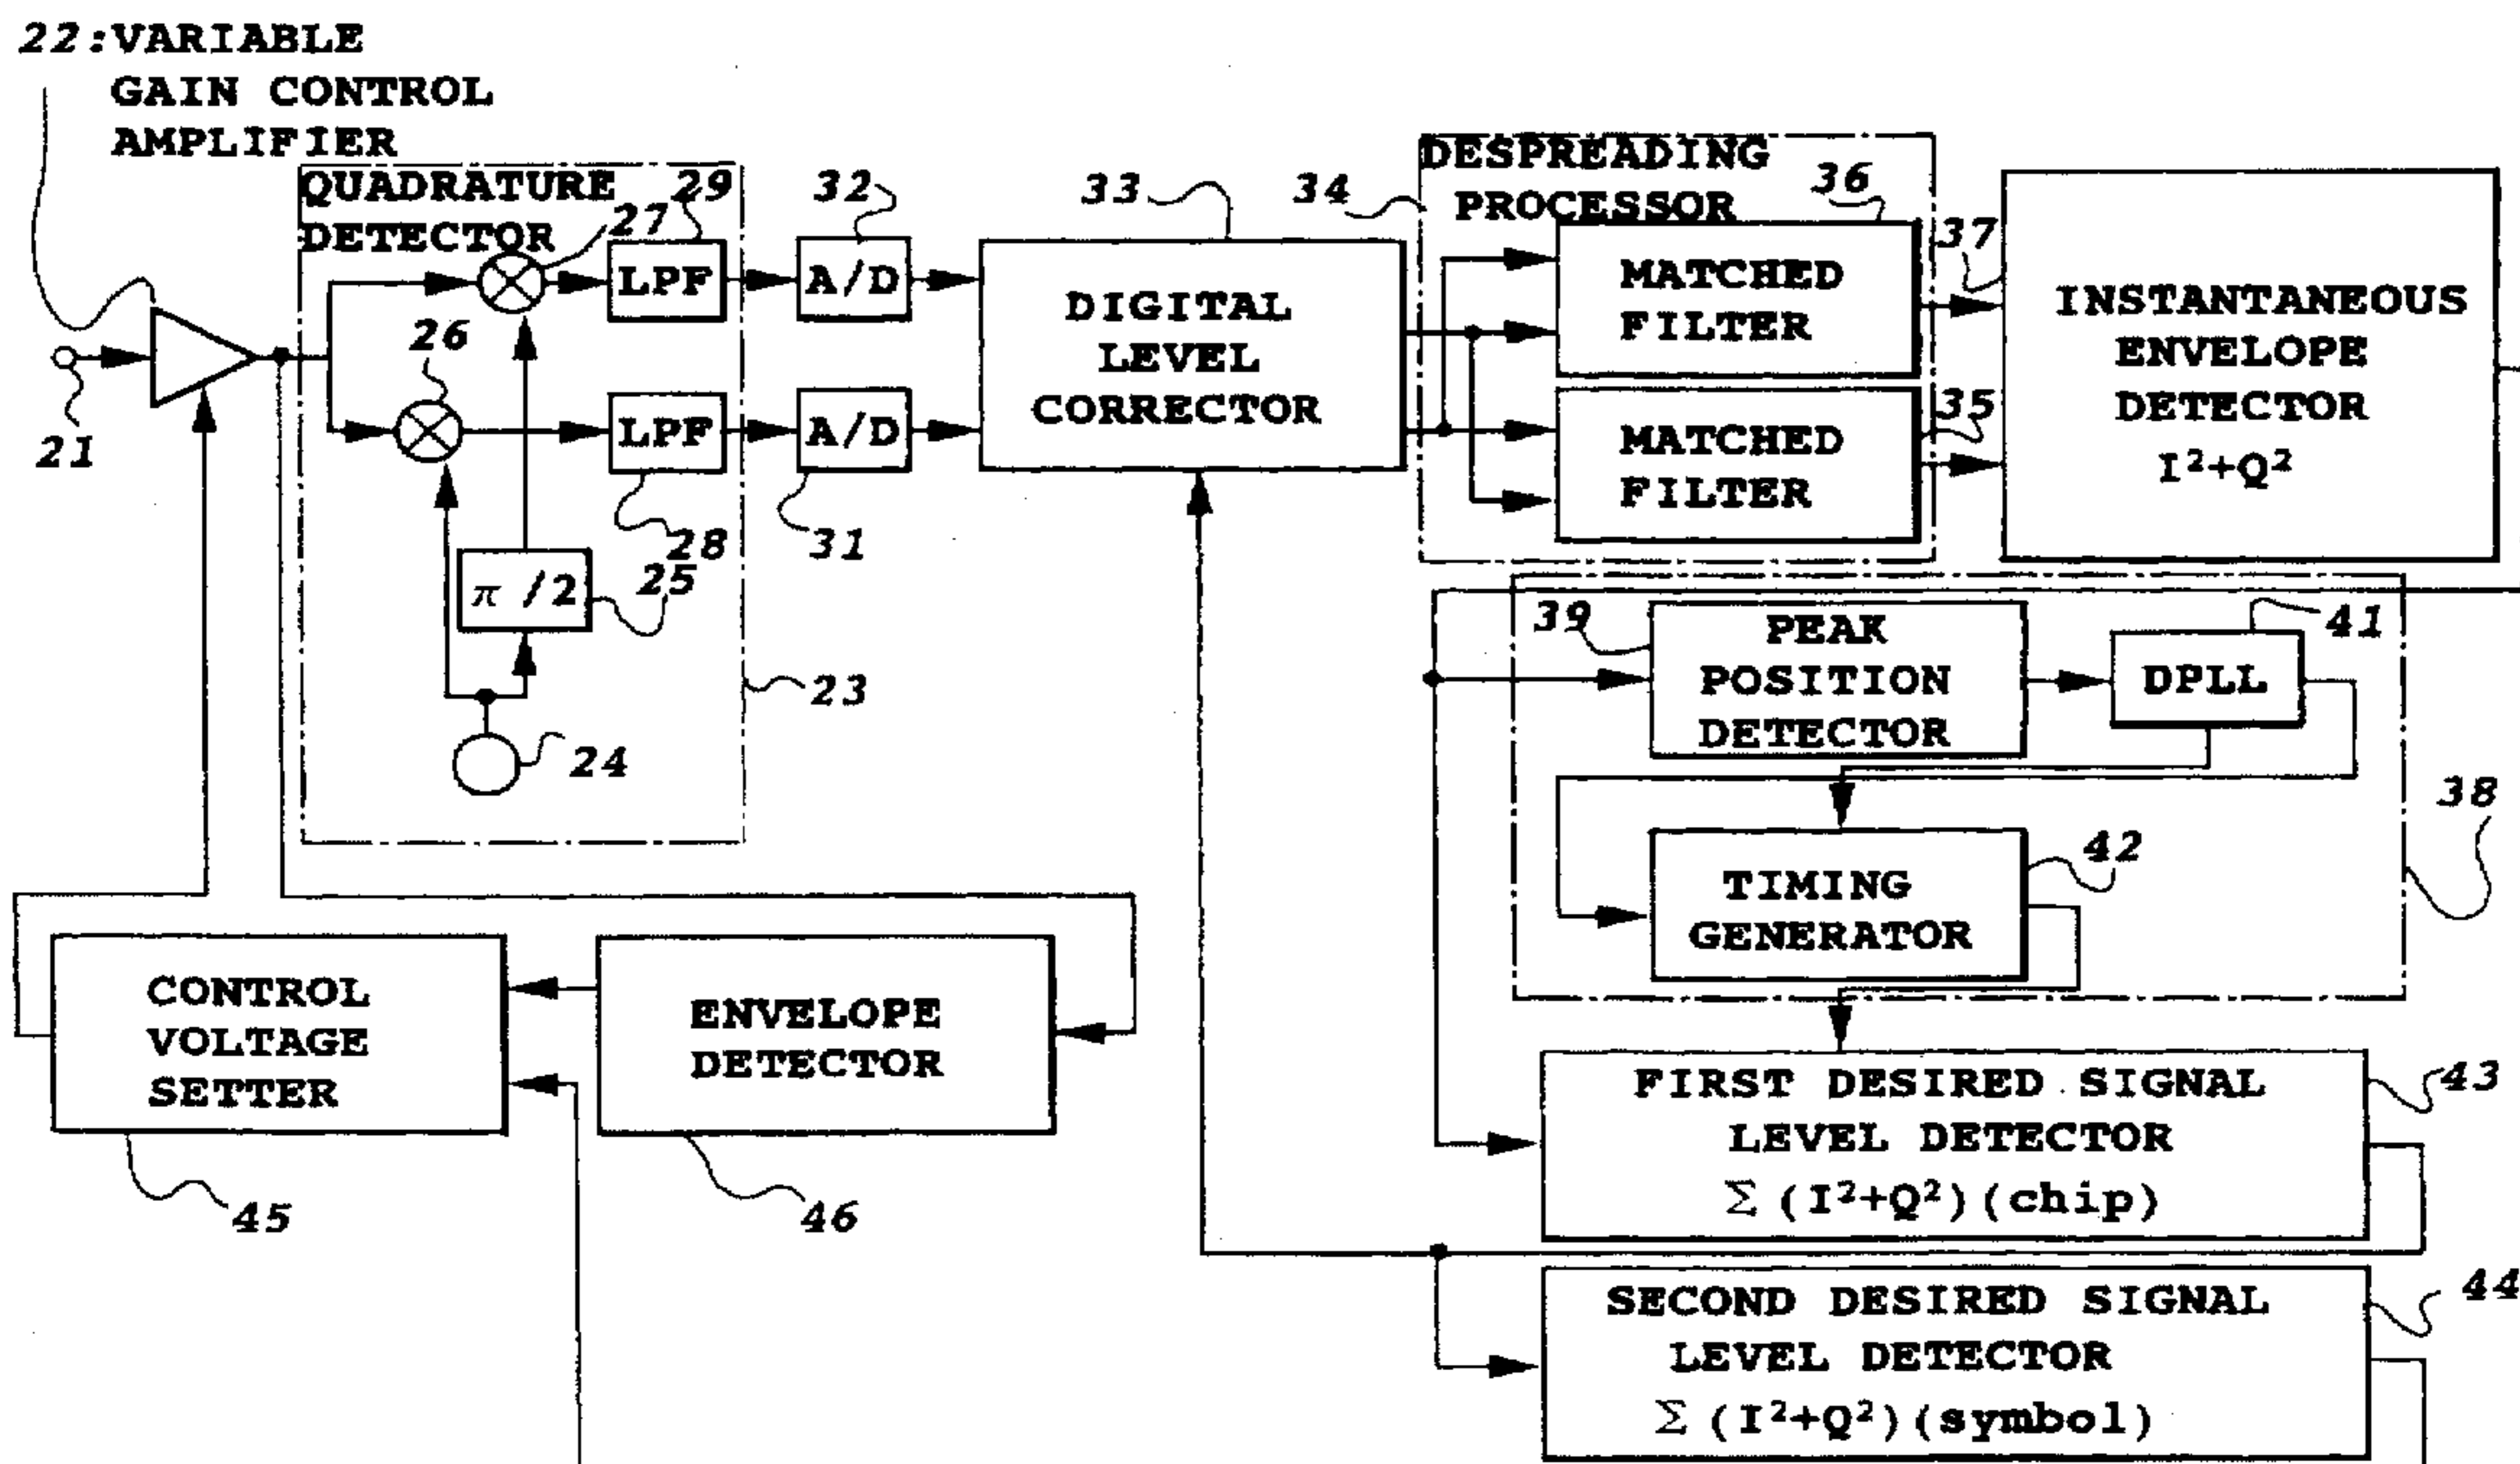 22:VARIABLE
GAIN CONTROL
AMPLIFIER
QUADRATURE
DETECTOR
29
27
32
33
34
DESPREADING
PROCESSOR
36
37
LPF
A/D
MATCHED
FILTER
DIGITAL
LEVEL
CORRECTOR
INSTANTANEOUS
ENVELOPE
DETECTOR
I²+Q²
26
21
LPF
A/D
35
MATCHED
FILTER
28
31
π/2
25
23
24
39
PEAK
POSITION
DETECTOR
41
DPLL
38
42
TIMING
GENERATOR
CONTROL
VOLTAGE
SETTER
ENVELOPE
DETECTOR
45
46
FIRST DESIRED SIGNAL
LEVEL DETECTOR
Σ(I²+Q²)(chip)
43
SECOND DESIRED SIGNAL
LEVEL DETECTOR
Σ(I²+Q²)(symbol)
44